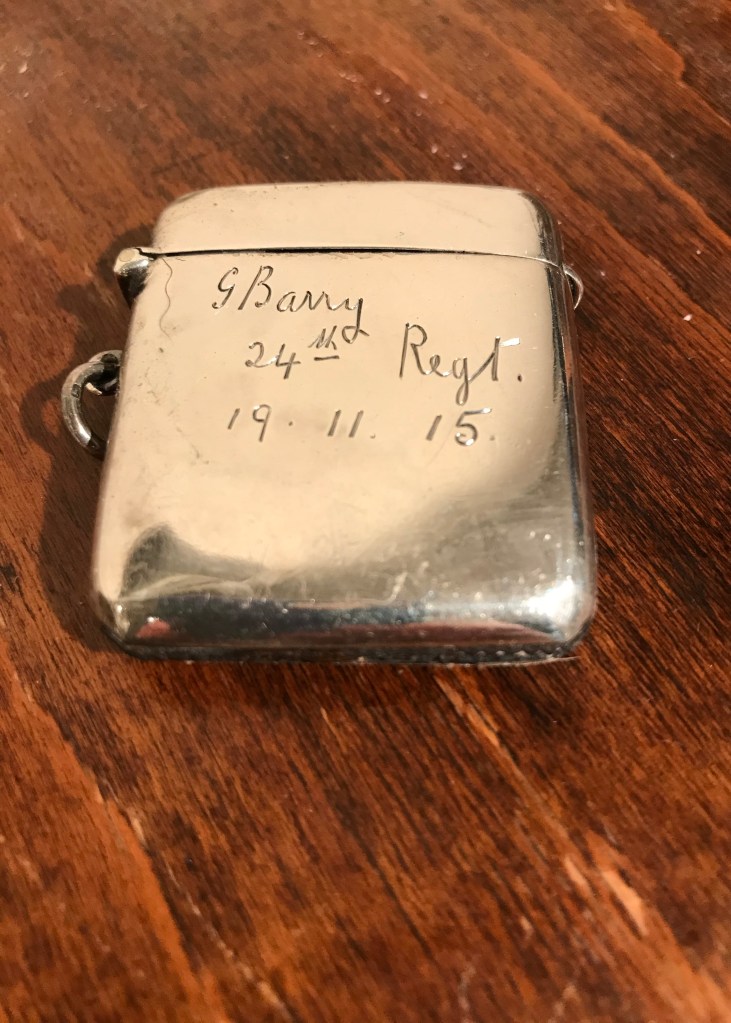 G Barry
24th Regt.
19. 11. 15.